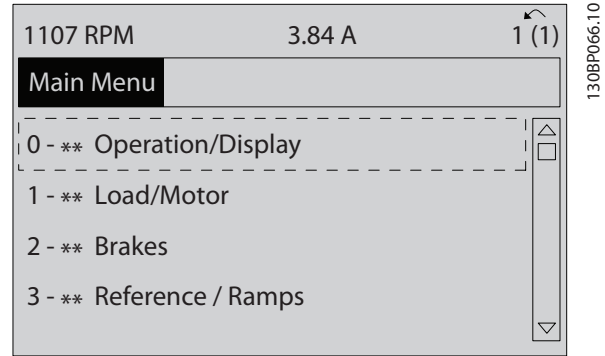 1107 RPM 3.84 A 1 (1)
Main Menu
0 - ** Operation/Display
1 - ** Load/Motor
2 - ** Brakes
3 - ** Reference / Ramps
130BP066.10